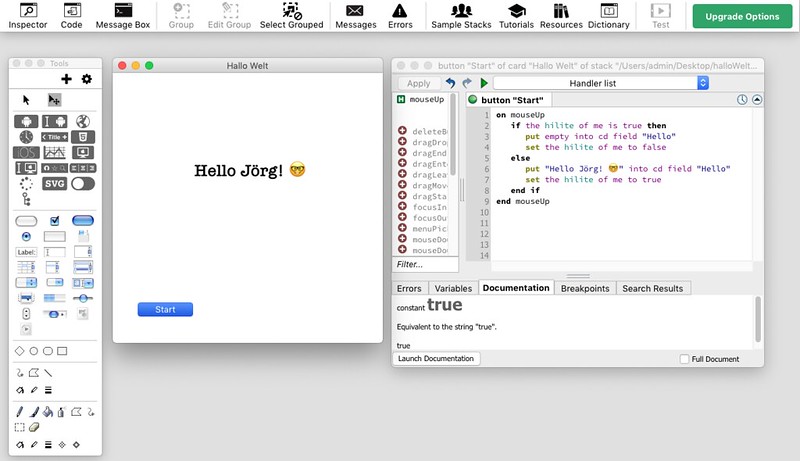 Inspector Code Message Box Group Edit Group Select Grouped Messages Errors Sample Stacks Tutorials Resources Dictionary Test Upgrade Options
Tools
Title
iOS
SVG
Label:
Hallo Welt
Hello Jörg! 🤓
Start
button "Start" of card "Hallo Welt" of stack "/Users/admin/Desktop/halloWelt...
Apply Handler list
mouseUp
button "Start"
deleteBu
dragDrop
dragEnd
dragEnte
dragLeav
dragMove
dragStar
focusIn
focusOut
menuPick
mouseDou
mouseDow
Filter...
1 on mouseUp
2 if the hilite of me is true then
3 put empty into cd field "Hello"
4 set the hilite of me to false
5 else
6 put "Hello Jörg! 🤓" into cd field "Hello"
7 set the hilite of me to true
8 end if
9 end mouseUp
10
11
12
13
14
Errors Variables Documentation Breakpoints Search Results
constant true
Equivalent to the string "true".
true
Launch Documentation Full Document